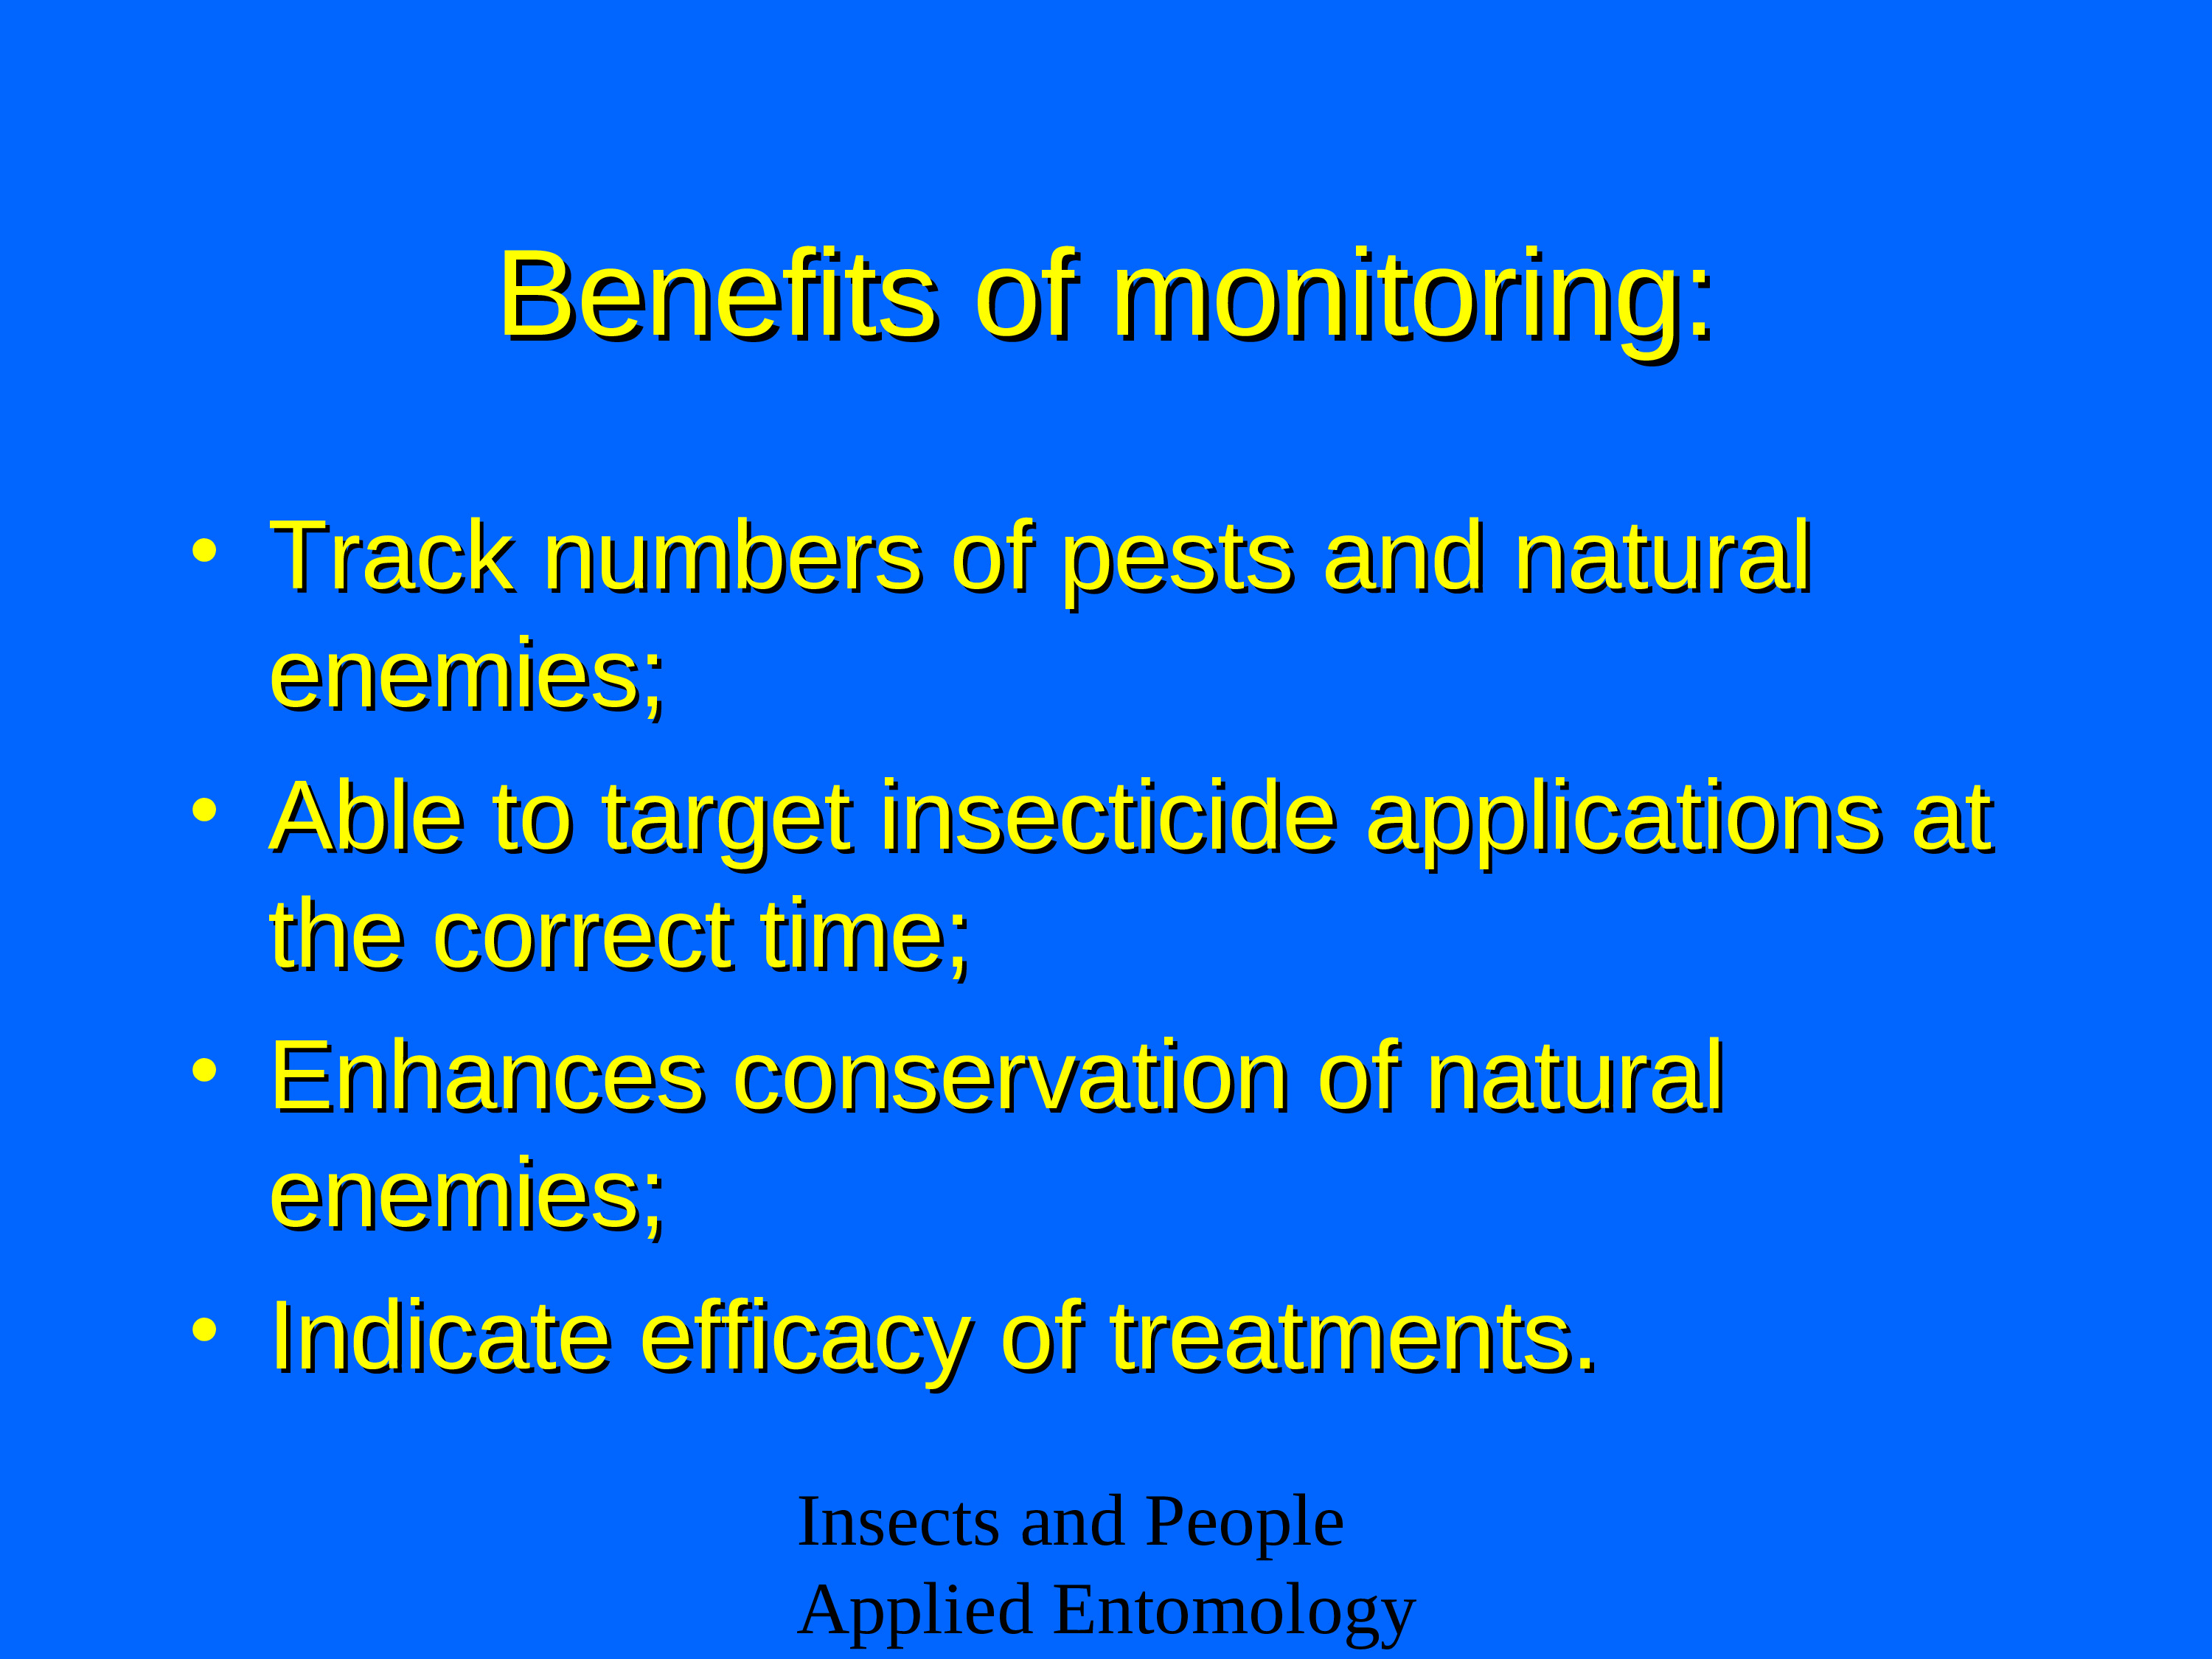 Benefits of monitoring:
• Track numbers of pests and natural
enemies;
• Able to target insecticide applications at
the correct time;
• Enhances conservation of natural
enemies;
• Indicate efficacy of treatments.
Insects and People
Applied Entomology